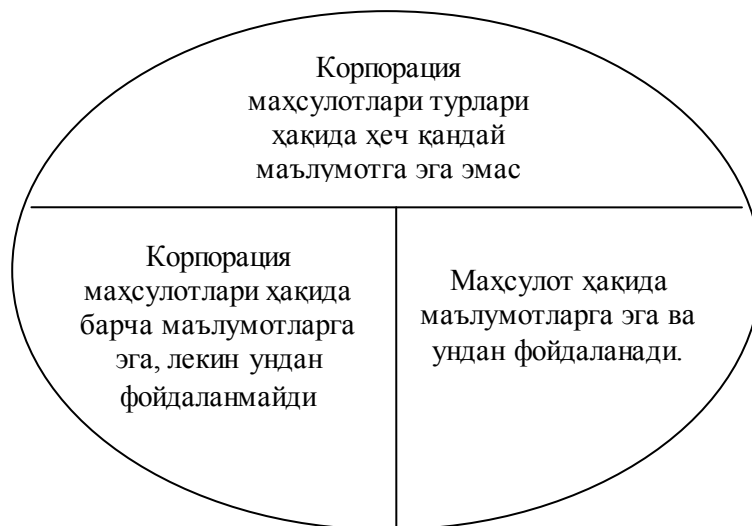 Корпорация
маҳсулотлари турлари
ҳақида ҳеч қандай
маълумотга эга эмас
Корпорация
маҳсулотлари ҳақида
барча маълумотларга
эга, лекин ундан
фойдаланмайди
Маҳсулот ҳақида
маълумотларга эга ва
ундан фойдаланади.